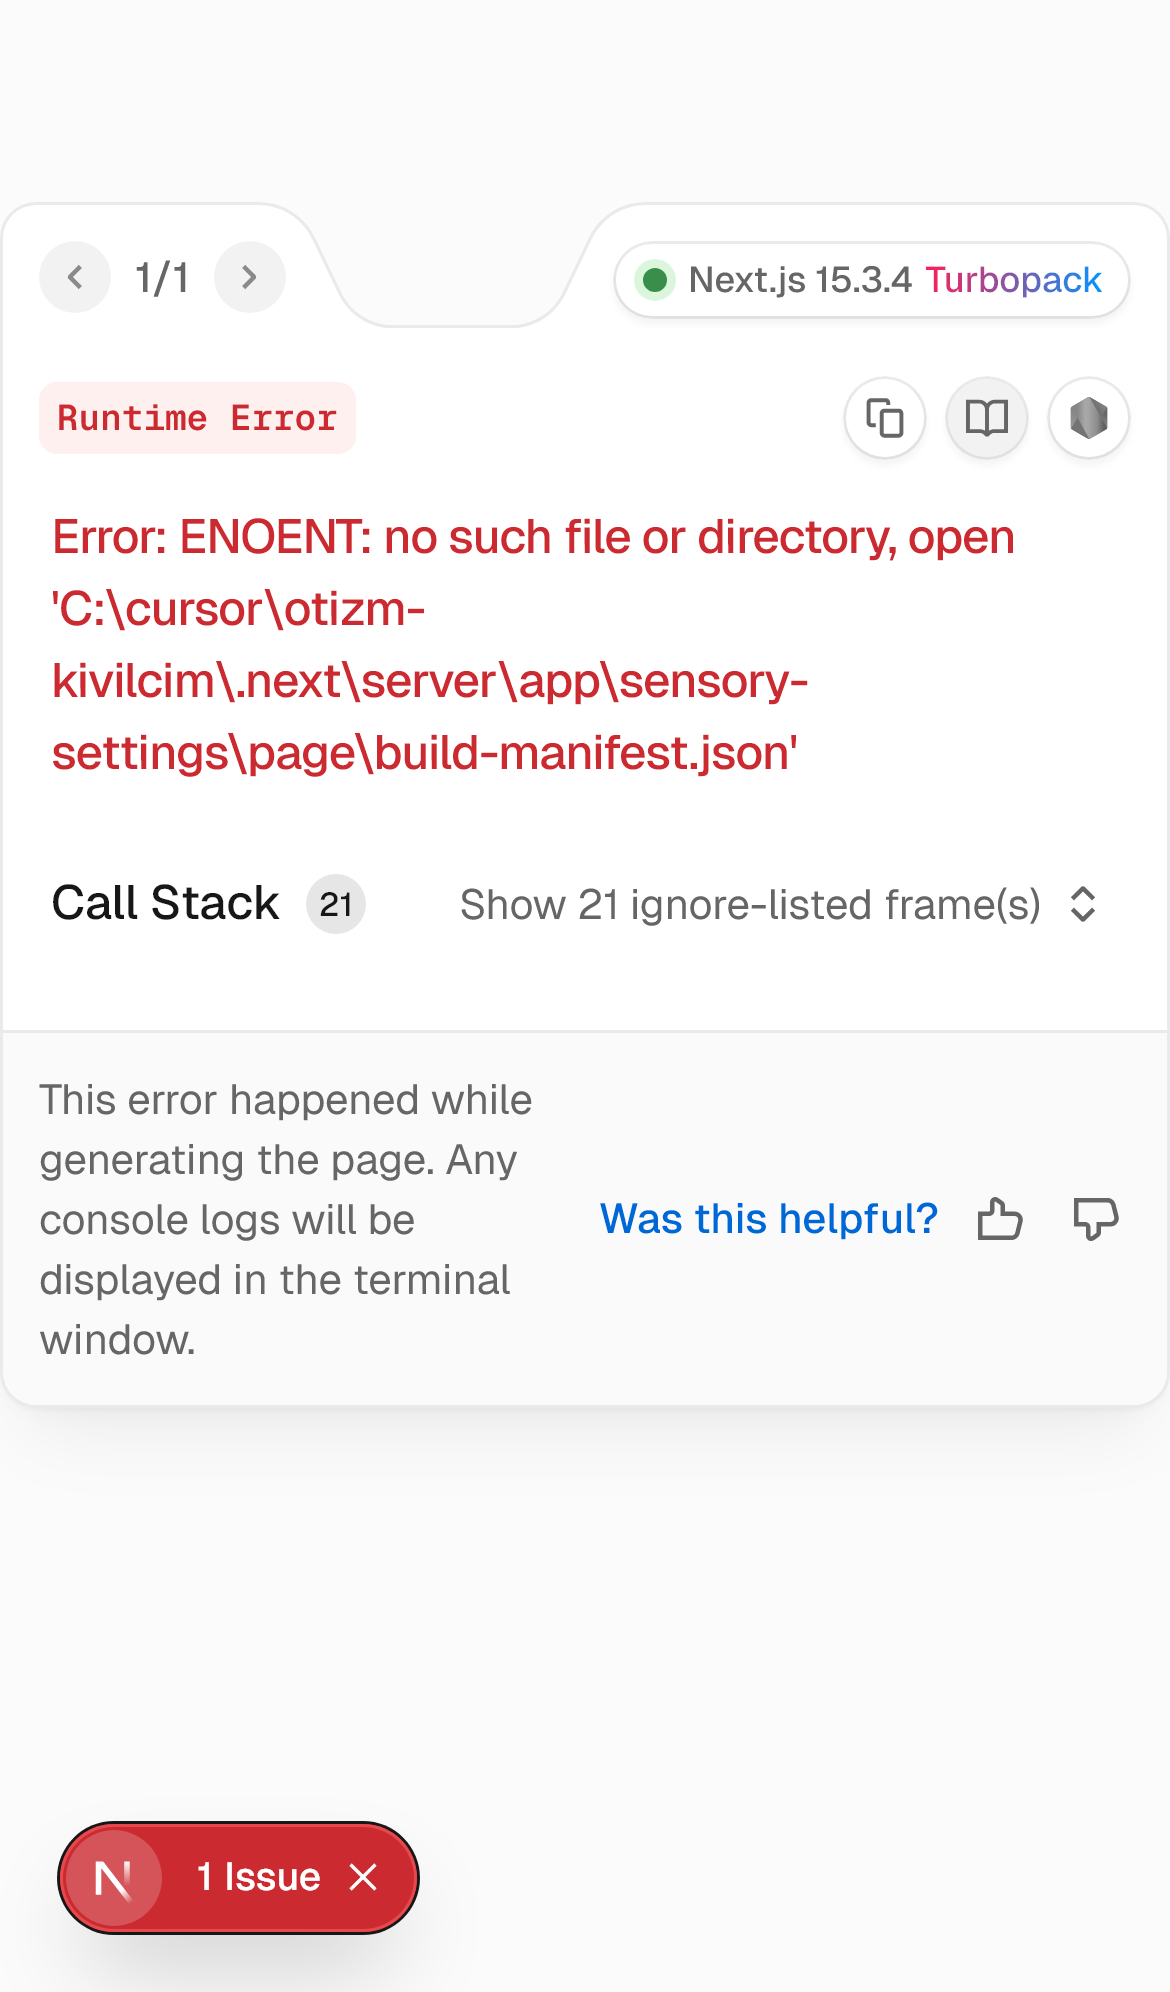 1/1
Next.js 15.3.4 Turbopack
Runtime Error
Error: ENOENT: no such file or directory, open
'C:\cursor\otizm-
kivilcim\.next\server\app\sensory-
settings\page\build-manifest.json'
Call Stack 21
Show 21 ignore-listed frame(s)
This error happened while
generating the page. Any
console logs will be
displayed in the terminal
window.
Was this helpful?
N 1 Issue